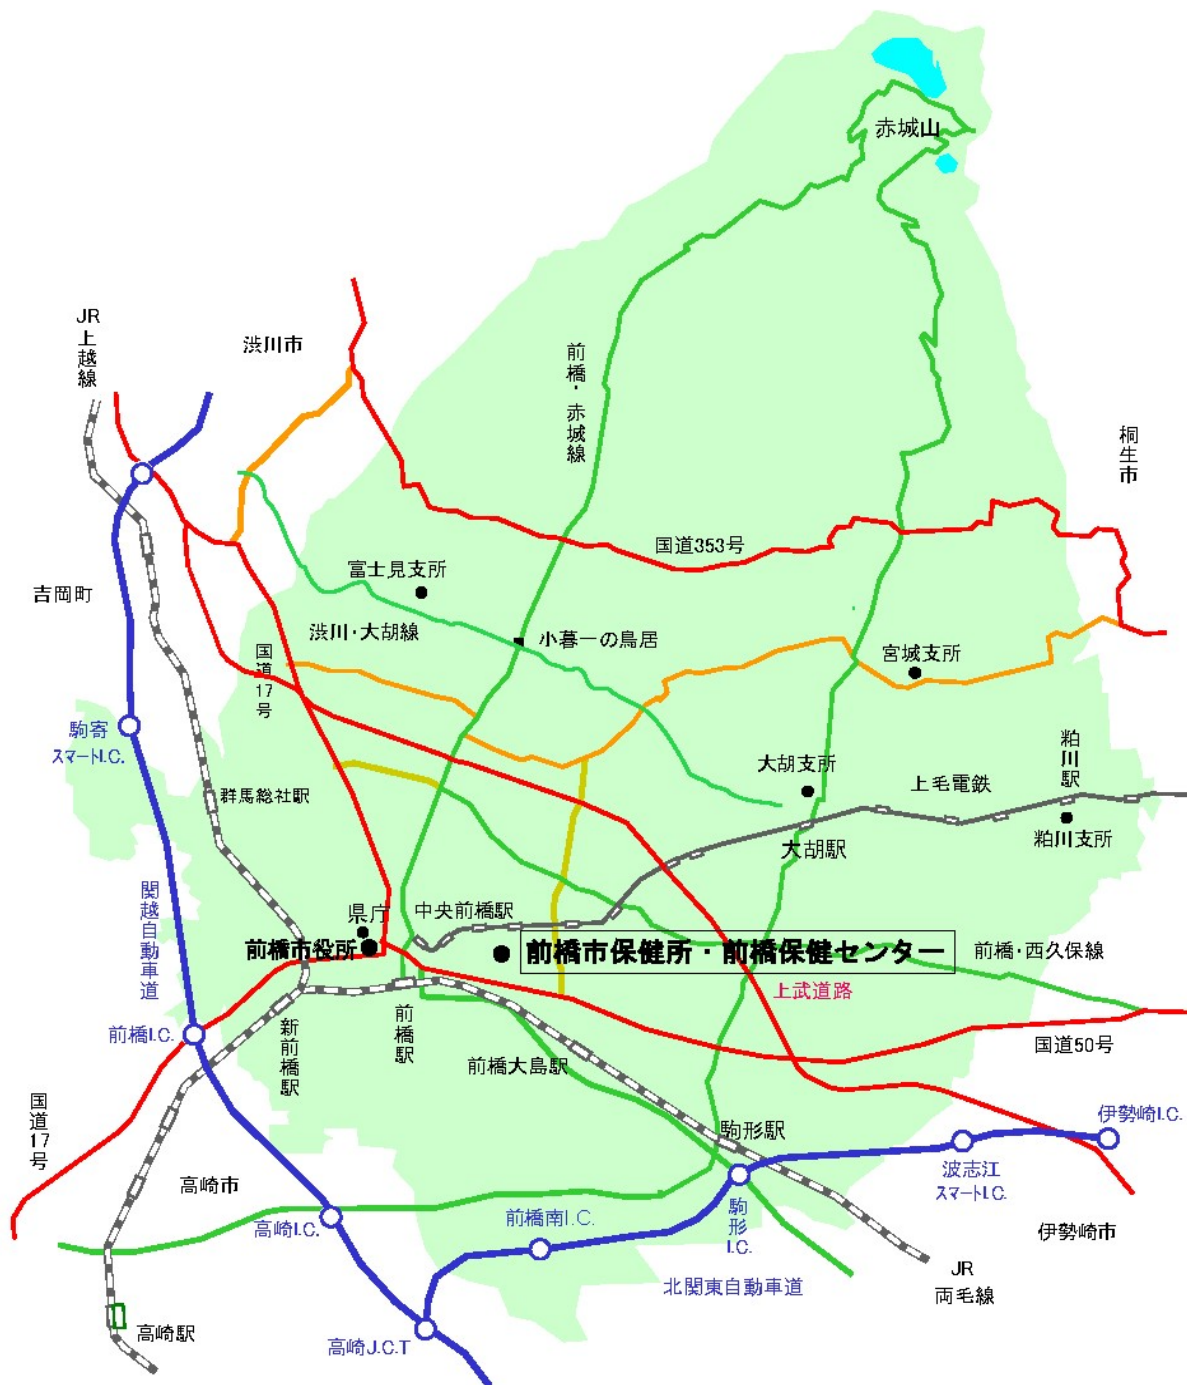 赤城山
JR
上越線
渋川市
前橋・赤城線
桐生市
国道353号
富士見支所
吉岡町
渋川・大胡線
小暮一の鳥居
国道17号
宮城支所
駒寄
スマートI.C.
粕川駅
大胡支所
上毛電鉄
群馬総社駅
粕川支所
大胡駅
関越自動車道
県庁
中央前橋駅
前橋市役所
前橋市保健所・前橋保健センター
前橋・西久保線
上武道路
前橋I.C.
新前橋駅
前橋駅
前橋大島駅
国道50号
国道17号
駒形駅
伊勢崎I.C.
高崎市
波志江
スマートI.C.
高崎I.C.
前橋南I.C.
駒形I.C.
伊勢崎市
JR
両毛線
北関東自動車道
高崎駅
高崎J.C.T